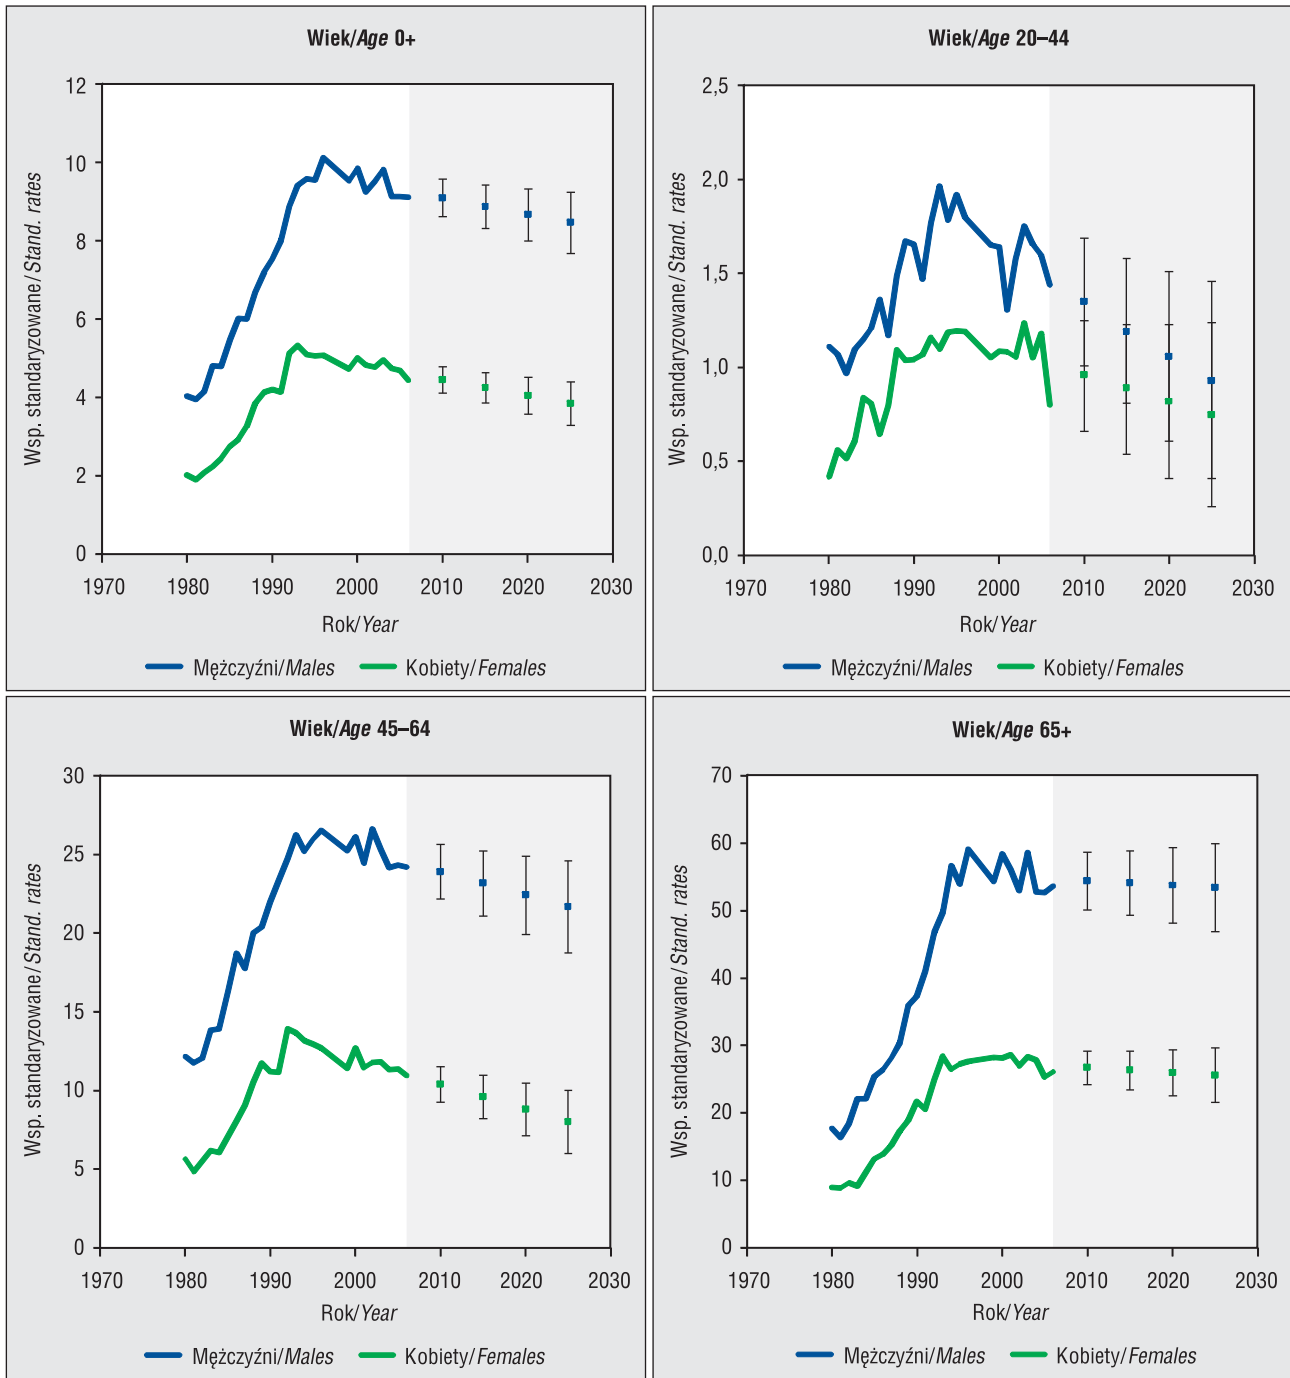 Wiek/Age 0+
12
10
8
6
4
2
0
Wsp. standaryzowane/Stand. rates
1970 1980 1990 2000 2010 2020 2030
Rok/Year
Mężczyźni/Males Kobiety/Females
Wiek/Age 20–44
2,5
2,0
1,5
1,0
0,5
0,0
Wsp. standaryzowane/Stand. rates
1970 1980 1990 2000 2010 2020 2030
Rok/Year
Mężczyźni/Males Kobiety/Females
Wiek/Age 45–64
30
25
20
15
10
5
0
Wsp. standaryzowane/Stand. rates
1970 1980 1990 2000 2010 2020 2030
Rok/Year
Mężczyźni/Males Kobiety/Females
Wiek/Age 65+
70
60
50
40
30
20
10
0
Wsp. standaryzowane/Stand. rates
1970 1980 1990 2000 2010 2020 2030
Rok/Year
Mężczyźni/Males Kobiety/Females